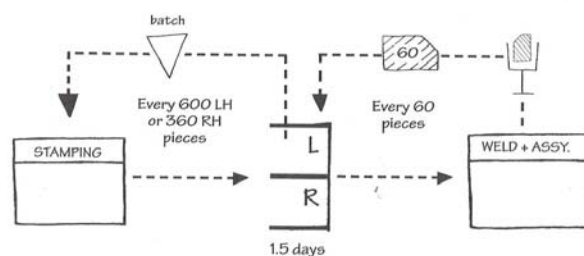 batch
60
Every 600 LH
or 360 RH
pieces
Every 60
pieces
STAMPING
L
R
WELD + ASSY.
1.5 days